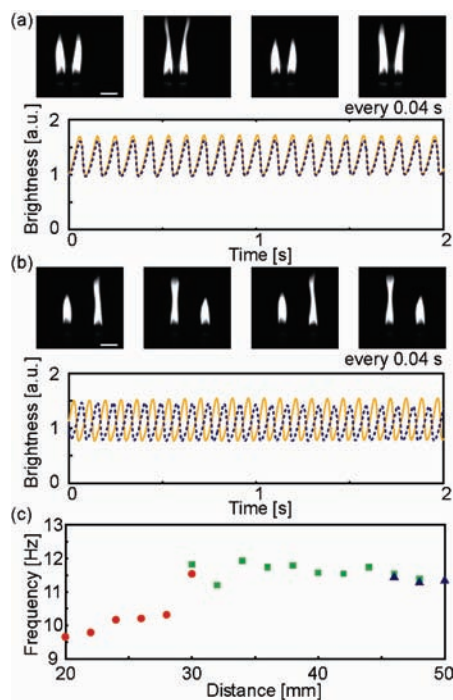 (a)
every 0.04 s
Brightness [a.u.]
2
1
0
0 1 2
Time [s]
(b)
every 0.04 s
Brightness [a.u.]
2
1
0
0 1 2
Time [s]
(c)
Frequency [Hz]
13
12
11
10
9
20 30 40 50
Distance [mm]